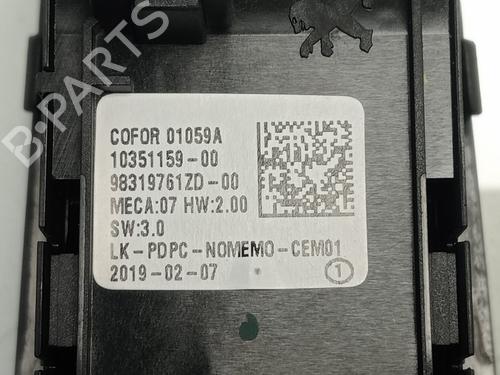 COFOR 01059A
10351159-00
98319761ZD-00
MECA:07 HW:2.00
SW:3.0
LK-PDPC-NOMEMO-CEM01
2019-02-07
1
B-PARTS